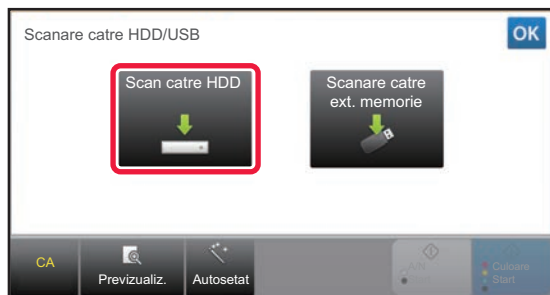 Scanare catre HDD/USB
OK
Scan catre HDD
Scanare catre
ext. memorie
CA
Previzualiz.
Autosetat
A/N
Culoare
Start